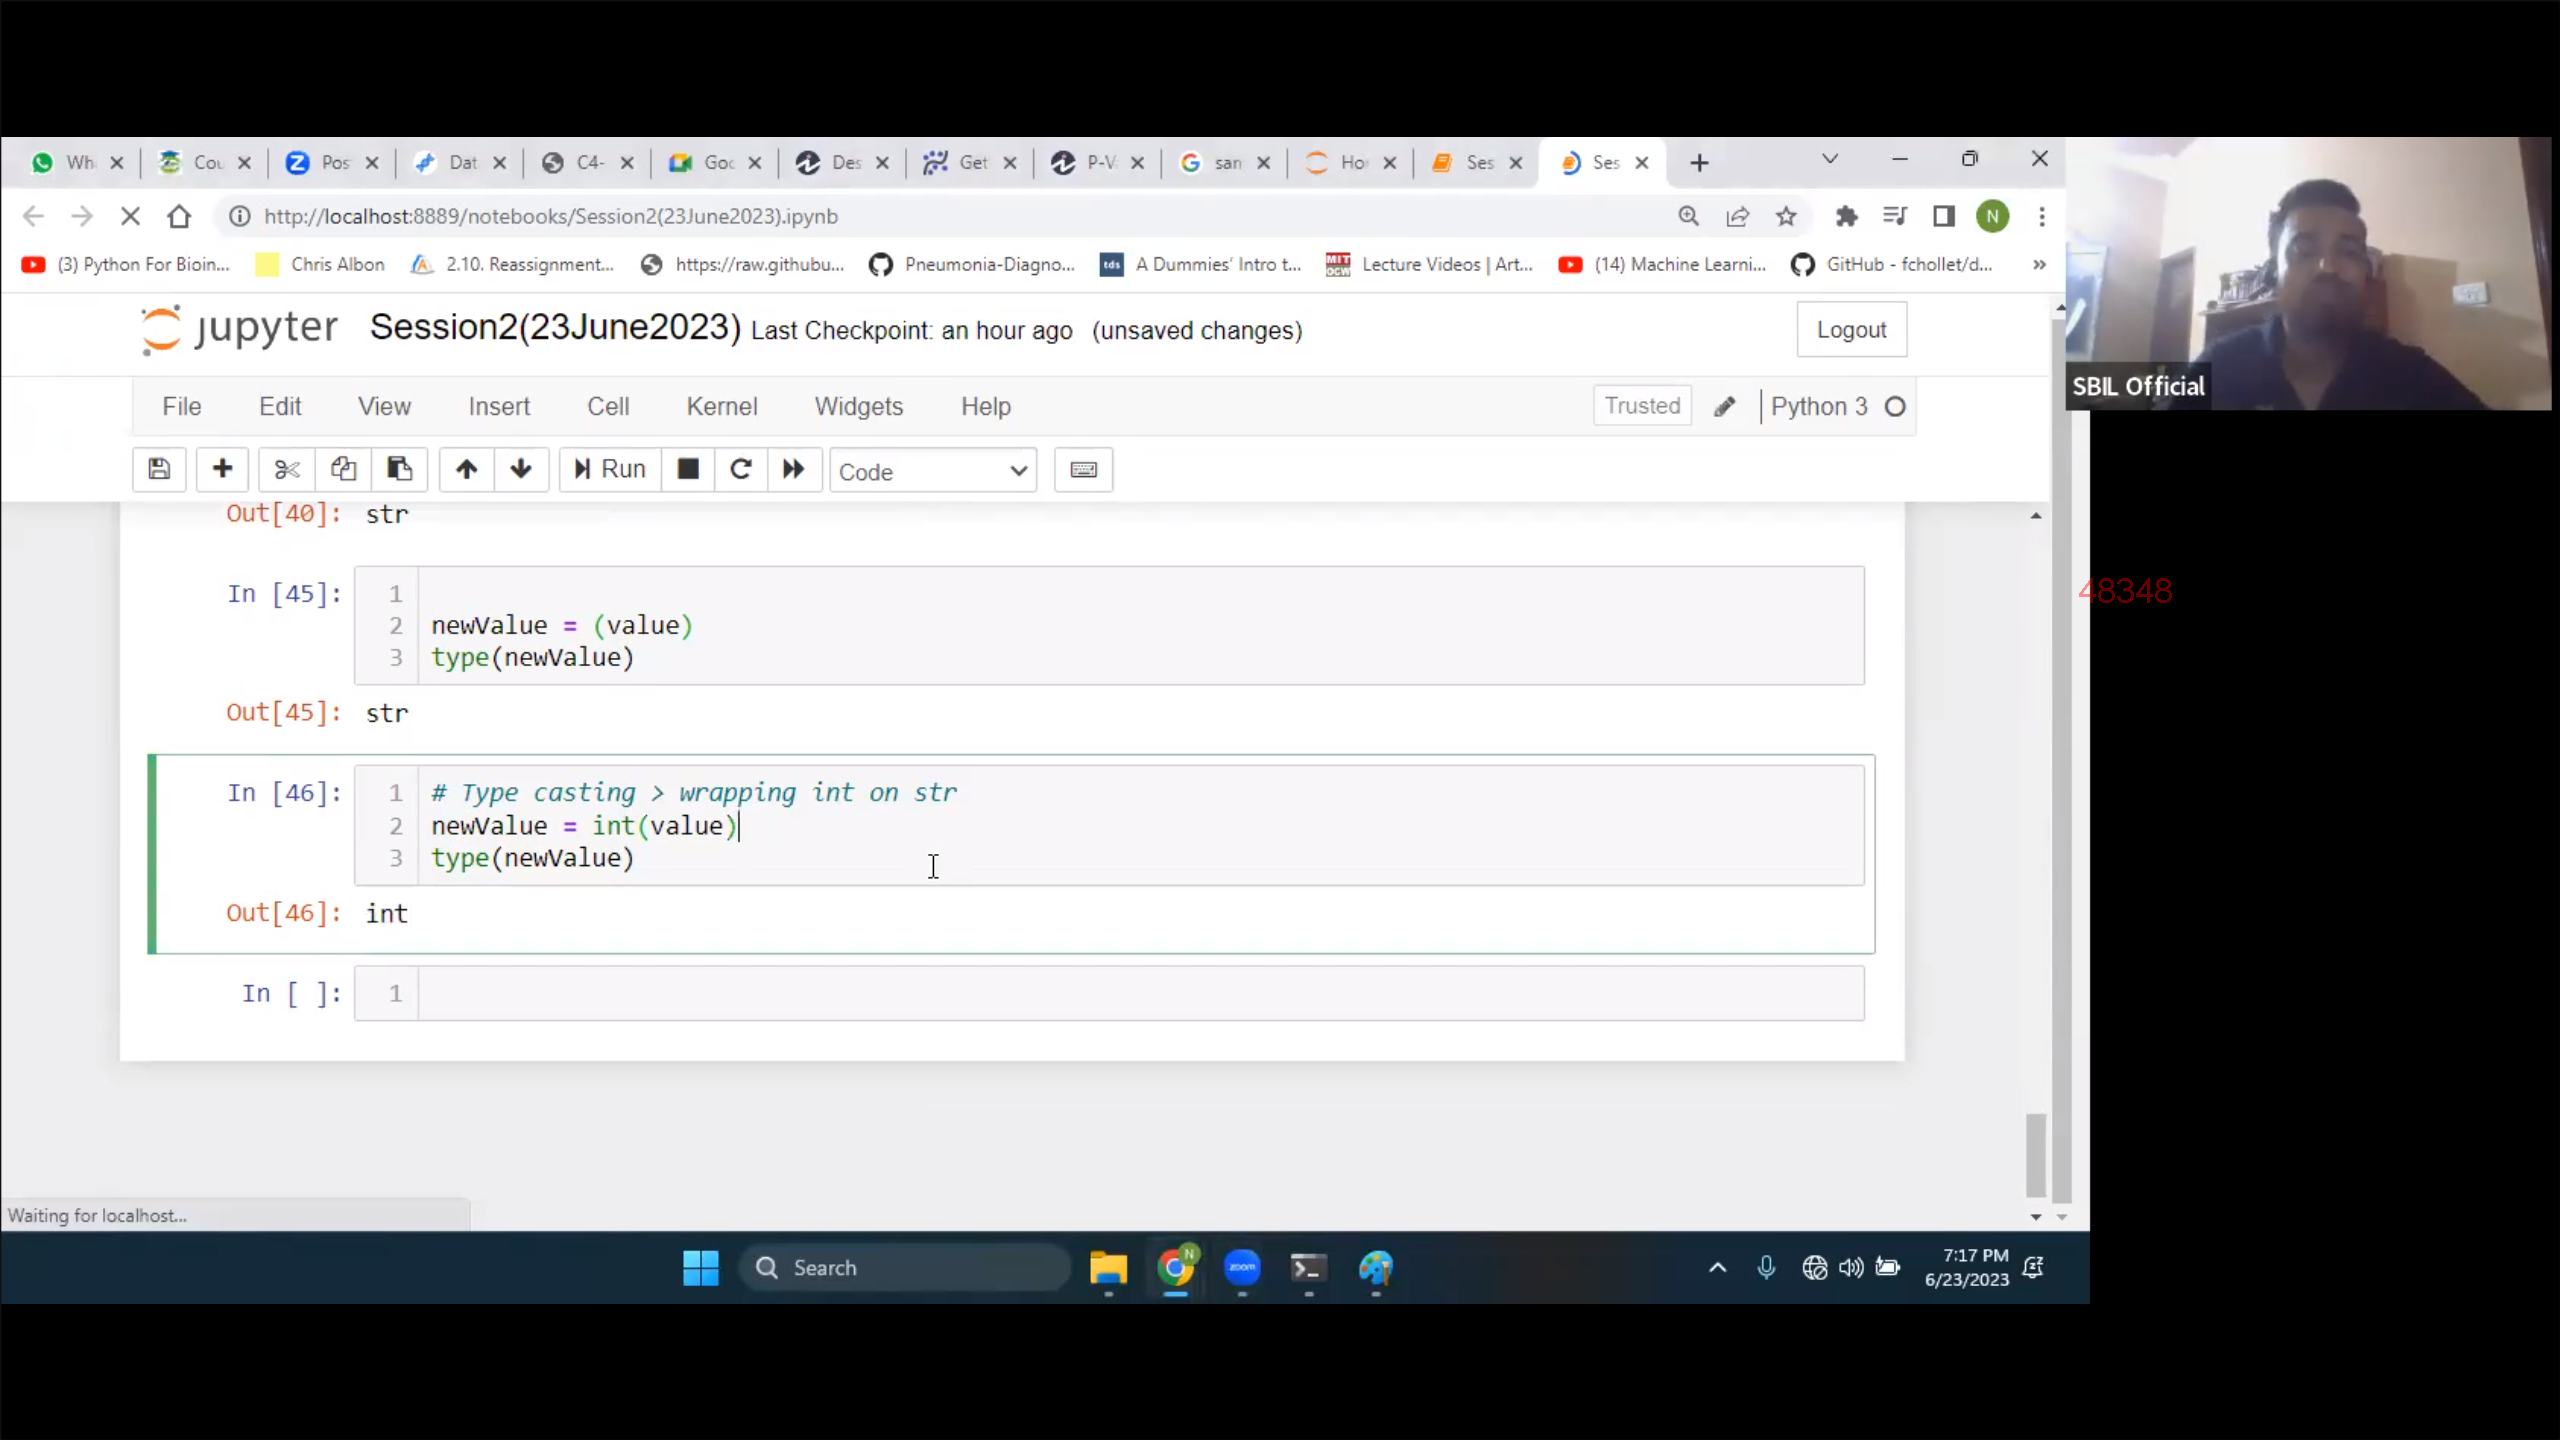 Wh
Cou
Pos
Dat
C4-
Goc
Des
Get
P-V
san
Ho
Ses
Ses
http://localhost:8889/notebooks/Session2(23June2023).ipynb
N
(3) Python For Bioin...
Chris Albon
2.10. Reassignment...
https://raw.githubu...
Pneumonia-Diagno...
tds
A Dummies' Intro t...
MIT OCW
Lecture Videos | Art...
(14) Machine Learni...
GitHub - fchollet/d...
»
jupyter
Session2(23June2023) Last Checkpoint: an hour ago (unsaved changes)
Logout
SBIL Official
File Edit View Insert Cell Kernel Widgets Help
Trusted
Python 3
Run
Code
Out[40]: str
48348
In [45]: 1
2 newValue = (value)
3 type(newValue)
Out[45]: str
In [46]: 1 # Type casting > wrapping int on str
2 newValue = int(value)
3 type(newValue)
Out[46]: int
In [ ]: 1
Waiting for localhost...
Search
N
zoom
7:17 PM
6/23/2023